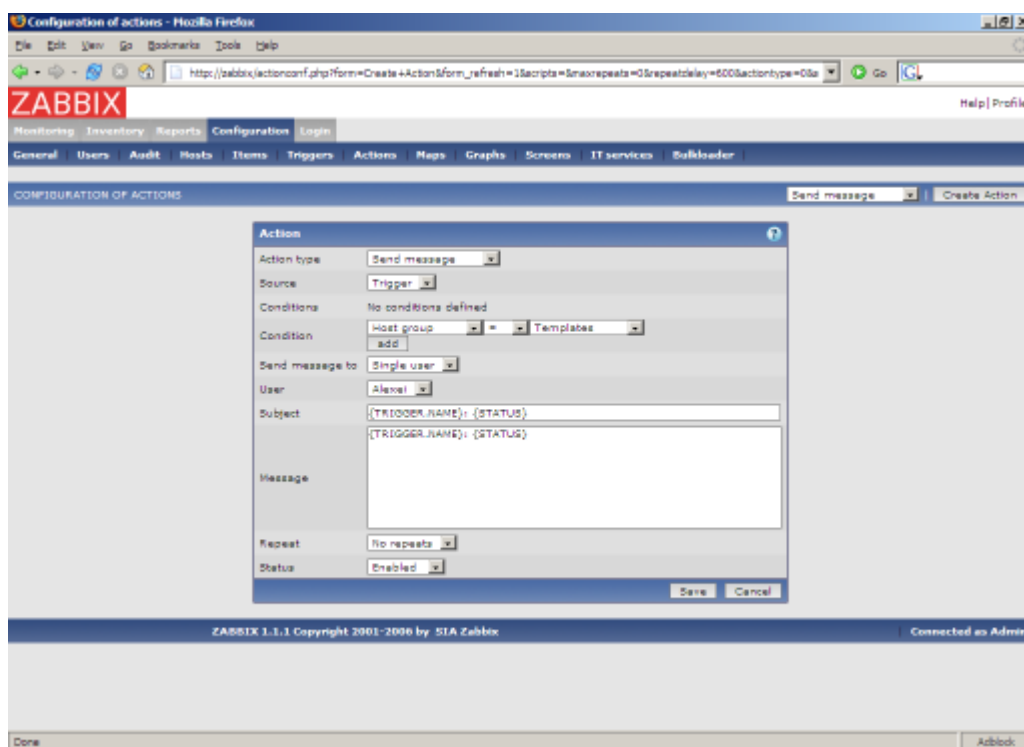 Configuration of actions - Mozilla Firefox
File Edit View Go Bookmarks Tools Help
http://zabbix/actionconf.php?form=Create+Action&form_refresh=1&scripts=&maxrepeats=0&repeatdelay=600&actiontype=0&a Go G
ZABBIX Help | Profile
Monitoring Inventory Reports Configuration Login
General Users Audit Hosts Items Triggers Actions Maps Graphs Screens IT services Bulkloader
CONFIGURATION OF ACTIONS Send message | Create Action
Action ?
Action type Send message
Source Trigger
Conditions No conditions defined
Condition Host group = Templates
add
Send message to Single user
User Alexei
Subject {TRIGGER.NAME}: {STATUS}
{TRIGGER.NAME}: {STATUS}
Message
Repeat No repeats
Status Enabled
Save Cancel
ZABBIX 1.1.1 Copyright 2001-2006 by SIA Zabbix Connected as Admin
Done Adblock